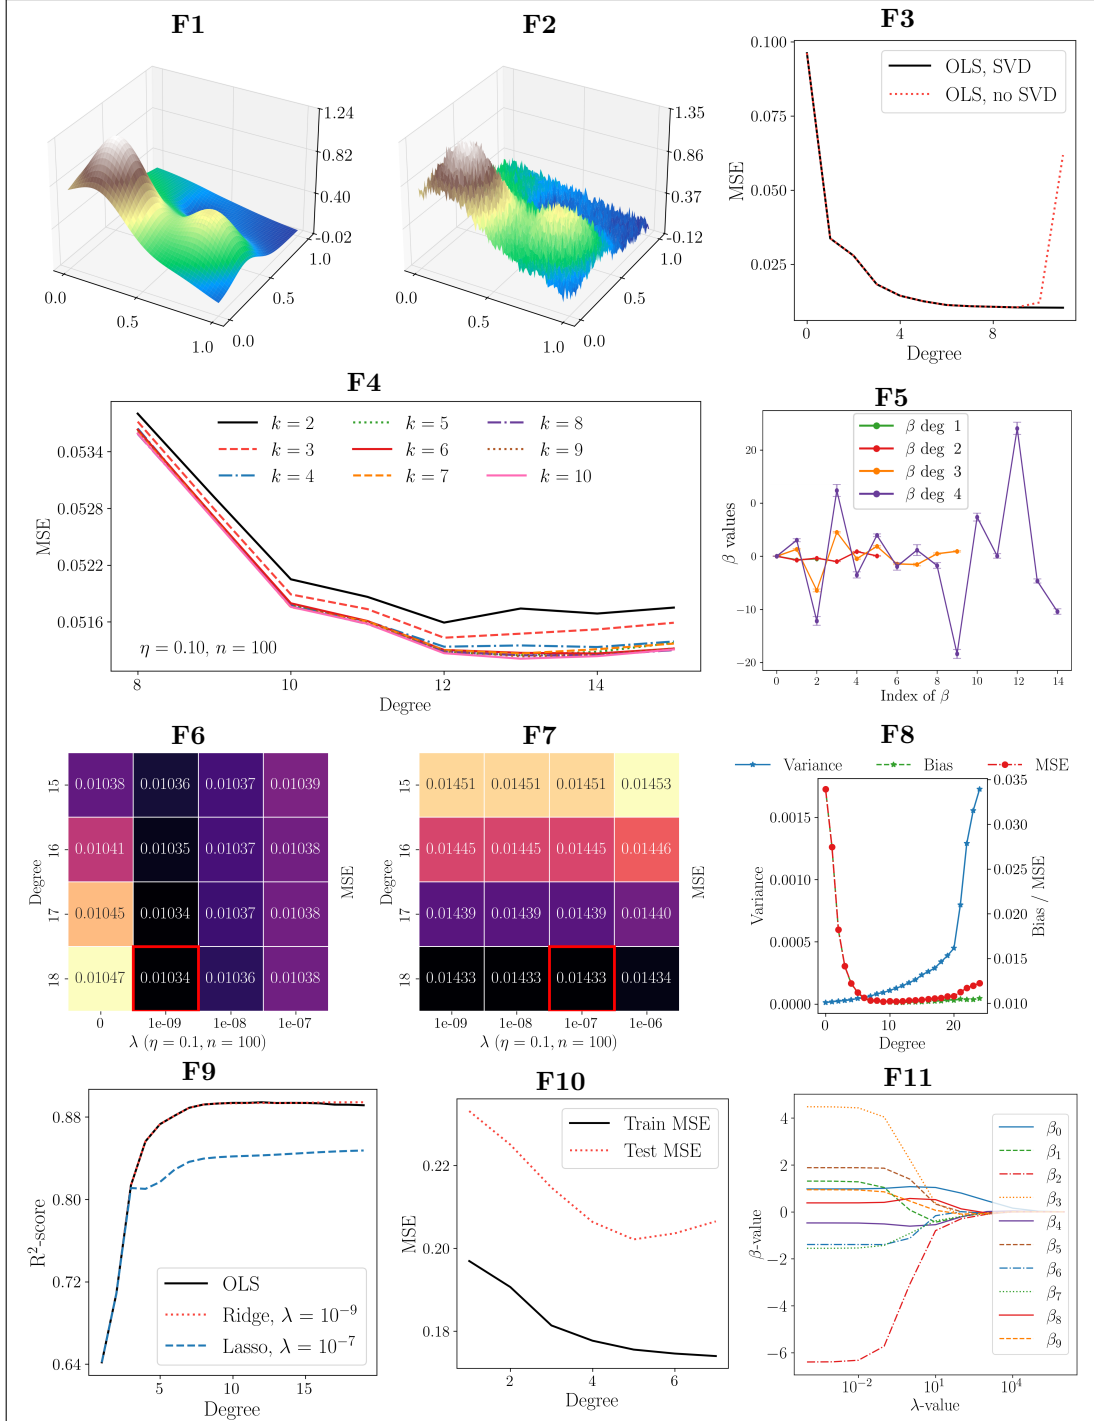 F1
1.24
0.82
0.40
-0.02
0.0
0.5
1.0
0.0
0.5
1.0
F2
1.35
0.86
0.37
-0.12
0.0
0.5
1.0
0.0
0.5
1.0
F3
OLS, SVD
OLS, no SVD
MSE
0.100
0.075
0.050
0.025
0 4 8
Degree
F4
k = 2 k = 5 k = 8
k = 3 k = 6 k = 9
k = 4 k = 7 k = 10
MSE
0.0534
0.0528
0.0522
0.0516
η = 0.10, n = 100
8 10 12 14
Degree
F5
β deg 1
β deg 2
β deg 3
β deg 4
β values
20
0
0
−10
−20
0 2 4 6 8 10 12 14
Index of β
F6
Degree
15 0.01038 0.01036 0.01037 0.01039
16 0.01041 0.01035 0.01037 0.01038
17 0.01045 0.01034 0.01037 0.01038
18 0.01047 0.01034 0.01036 0.01038
0 1e-09 1e-08 1e-07
λ (η = 0.1, n = 100)
MSE
F7
Degree
15 0.01451 0.01451 0.01451 0.01453
16 0.01445 0.01445 0.01445 0.01446
17 0.01439 0.01439 0.01439 0.01440
18 0.01433 0.01433 0.01433 0.01434
1e-09 1e-08 1e-07 1e-06
λ (η = 0.1, n = 100)
MSE
F8
Variance Bias MSE
Variance
0.0015
0.0010
0.0005
0.0000
0.035
0.030
0.025
0.020
0.015
0.010
Bias / MSE
0 10 20
Degree
F9
R²-score
0.88
0.80
0.72
0.64
OLS
Ridge, λ = 10⁻⁹
Lasso, λ = 10⁻⁷
5 10 15
Degree
F10
Train MSE
Test MSE
MSE
0.22
0.20
0.18
2 4 6
Degree
F11
β-value
4
2
0
−2
−4
−6
β₀
β₁
β₂
β₃
β₄
β₅
β₆
β₇
β₈
β₉
10⁻² 10¹ 10⁴
λ-value